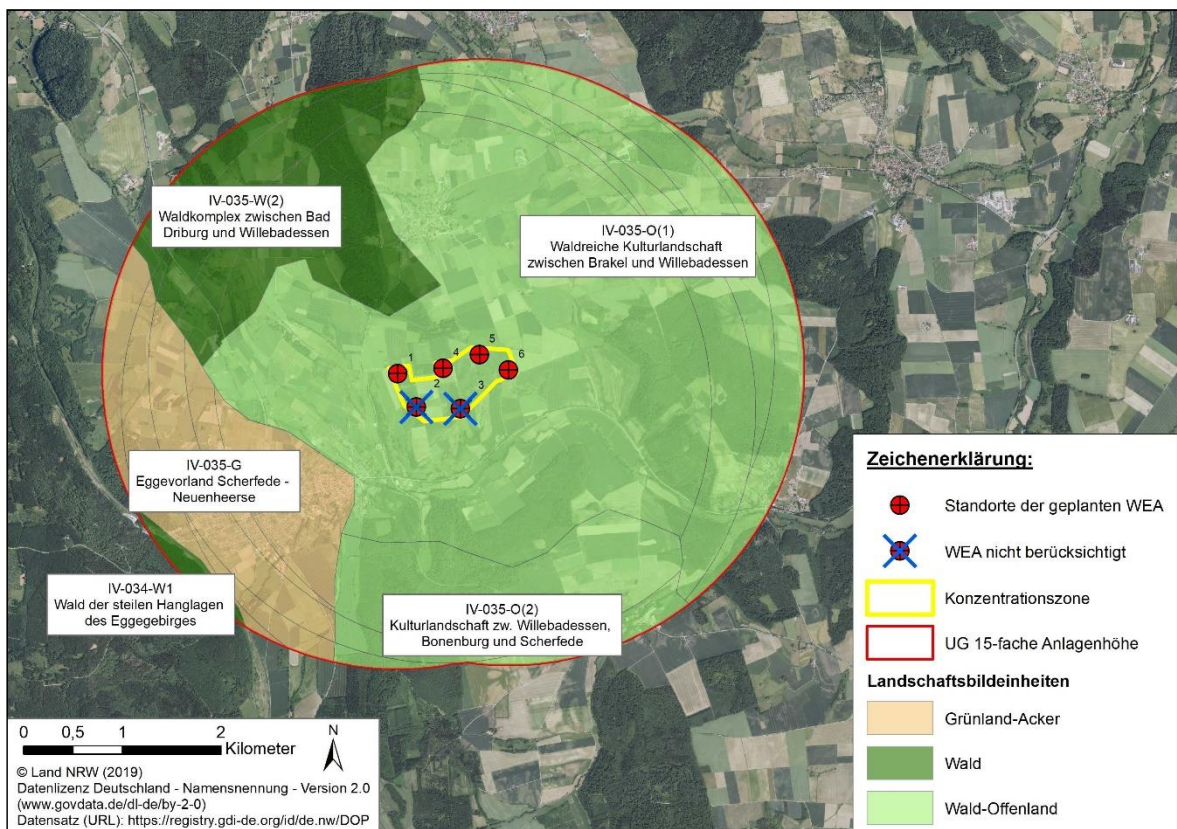 IV-035-W(2)
Waldkomplex zwischen Bad
Driburg und Willebadessen
IV-035-O(1)
Waldreiche Kulturlandschaft
zwischen Brakel und Willebadessen
1
4
5
6
2
3
IV-035-G
Eggevorland Scherfede -
Neuenheerse
IV-034-W1
Wald der steilen Hanglagen
des Eggegebirges
IV-035-O(2)
Kulturlandschaft zw. Willebadessen,
Bonenburg und Scherfede
Zeichenerklärung:
Standorte der geplanten WEA
WEA nicht berücksichtigt
Konzentrationszone
UG 15-fache Anlagenhöhe
Landschaftsbildeinheiten
Grünland-Acker
Wald
Wald-Offenland
0 0,5 1 2
Kilometer
N
© Land NRW (2019)
Datenlizenz Deutschland - Namensnennung - Version 2.0
(www.govdata.de/dl-de/by-2-0)
Datensatz (URL): https://registry.gdi-de.org/id/de.nw/DOP